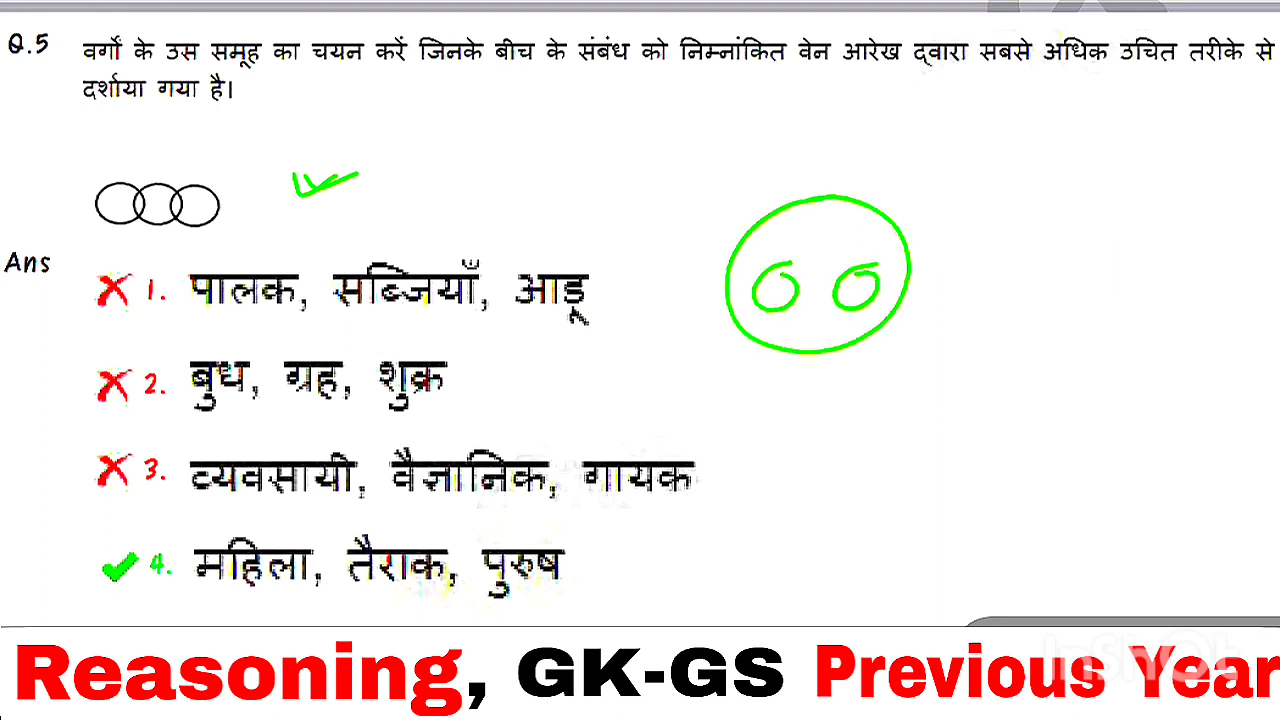 Q.5 वर्गों के उस समूह का चयन करें जिनके बीच के संबंध को निम्नांकित वेन आरेख द्वारा सबसे अधिक उचित तरीके से
दर्शाया गया है।
Ans
1. पालक, सब्जियाँ, आड़ू
2. बुध, ग्रह, शुक्र
3. व्यवसायी, वैज्ञानिक, गायक
4. महिला, तैराक, पुरुष
InShOt
Reasoning, GK-GS Previous Year